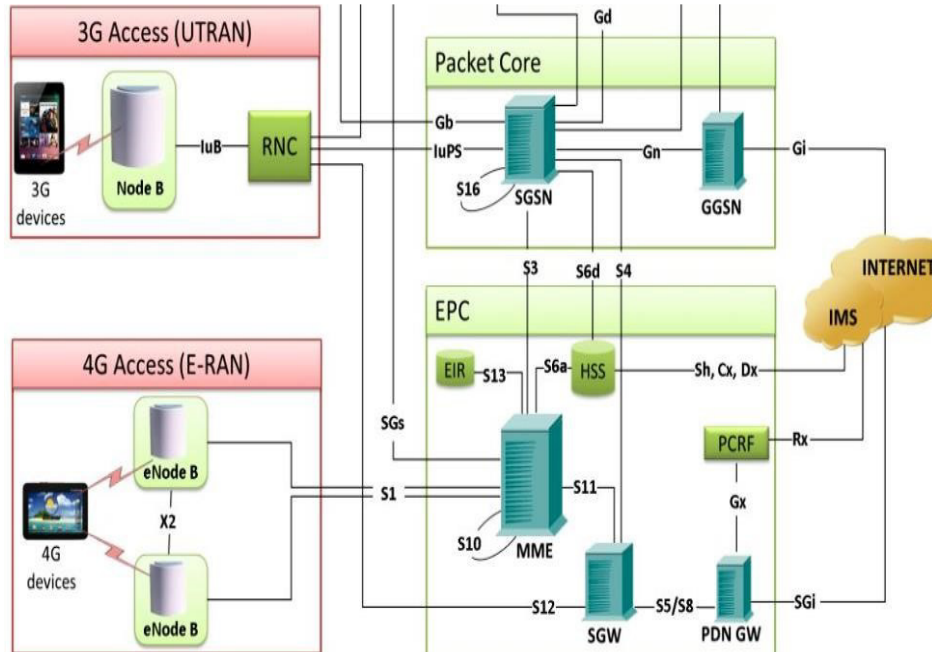 3G Access (UTRAN)
Gd
Packet Core
Gb
IuB
RNC
IuPS
Gn
Gi
Node B
3G
devices
S16
SGSN
GGSN
S3
S6d
S4
INTERNET
IMS
EPC
4G Access (E-RAN)
EIR
S13
S6a
HSS
Sh, Cx, Dx
SGs
PCRF
Rx
eNode B
S1
S11
Gx
X2
4G
devices
S10
MME
eNode B
S12
SGW
S5/S8
PDN GW
SGi